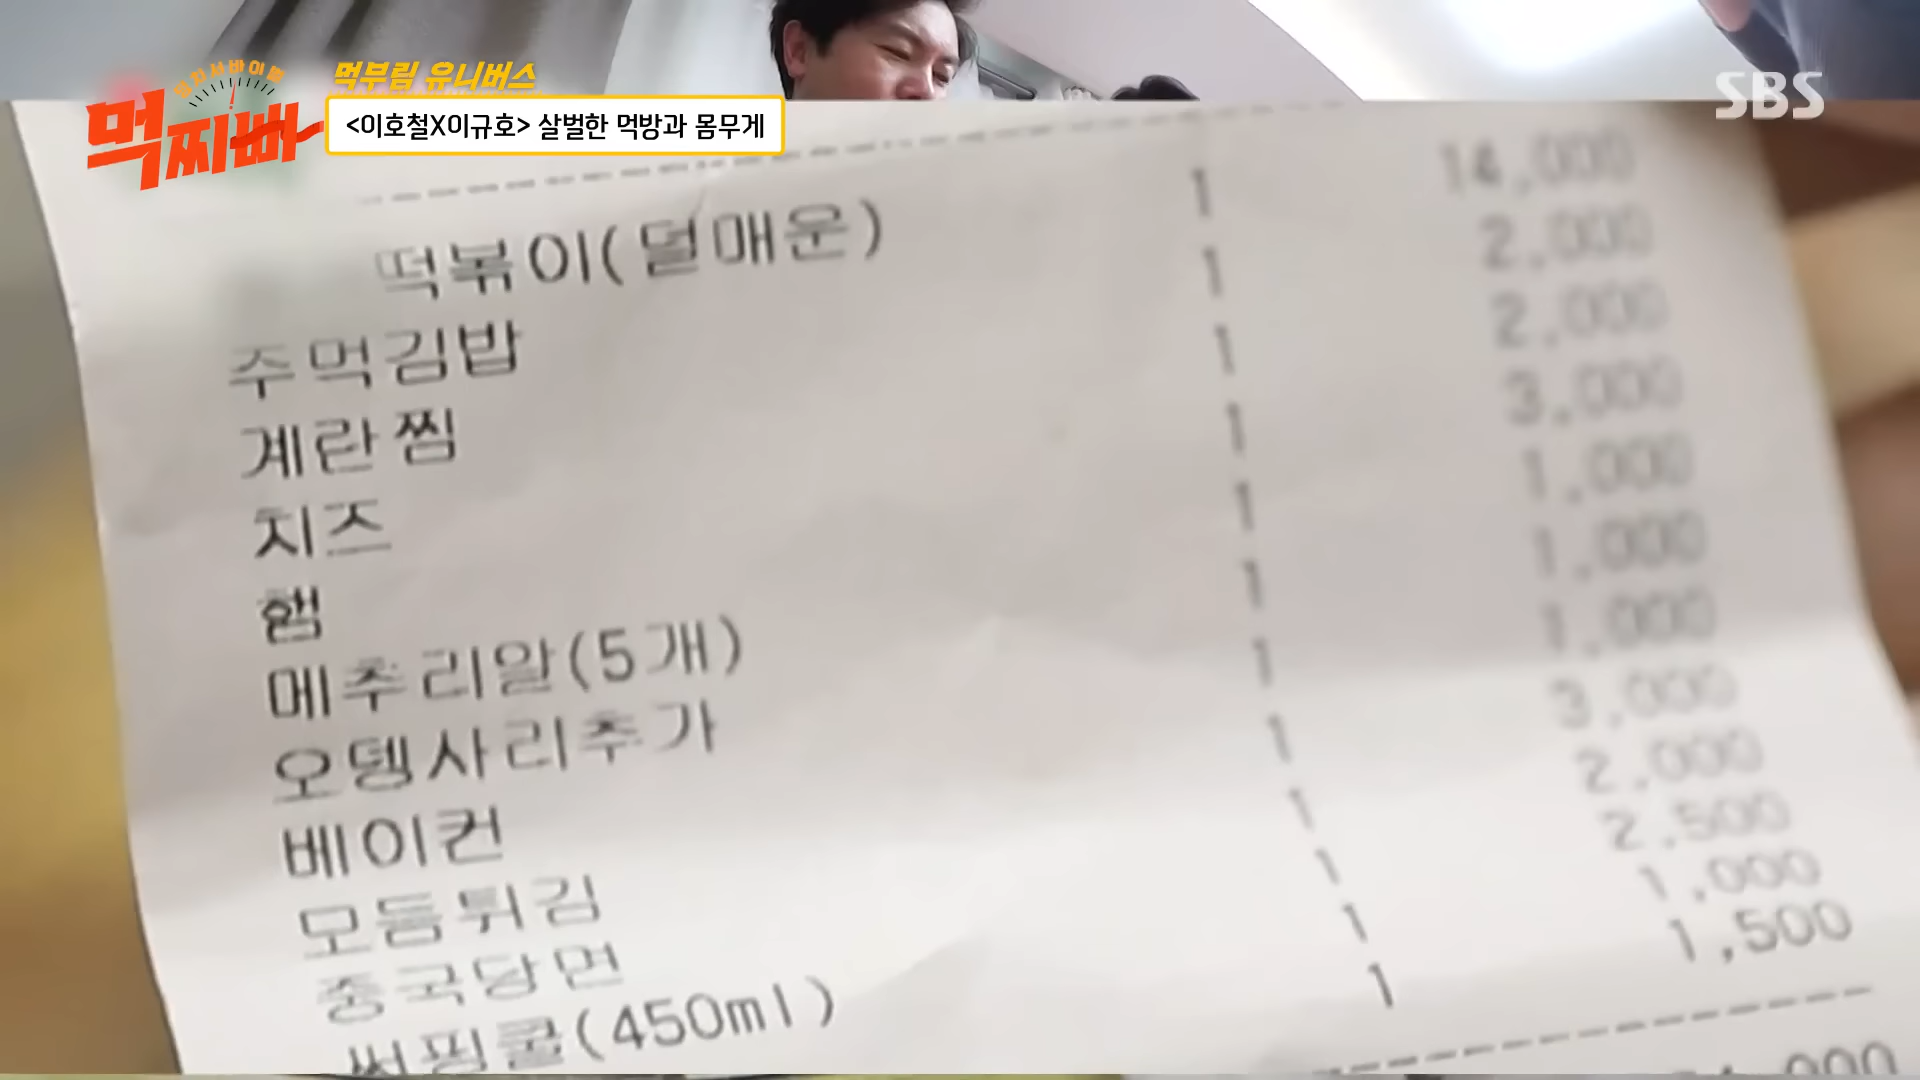 먹찌빠
먹부림 유니버스
<이호철X이규호> 살벌한 먹방과 몸무게
SBS
떡볶이(덜매운) 1 14,000
주먹김밥 1 2,000
계란찜 1 2,000
치즈 1 3,000
햄 1 1,000
메추리알(5개) 1 1,000
오뎅사리추가 1 1,000
베이컨 1 3,000
모듬튀김 1 2,000
중국당면 1 2,500
써핑쿨(450ml) 1 1,000
1 1,500